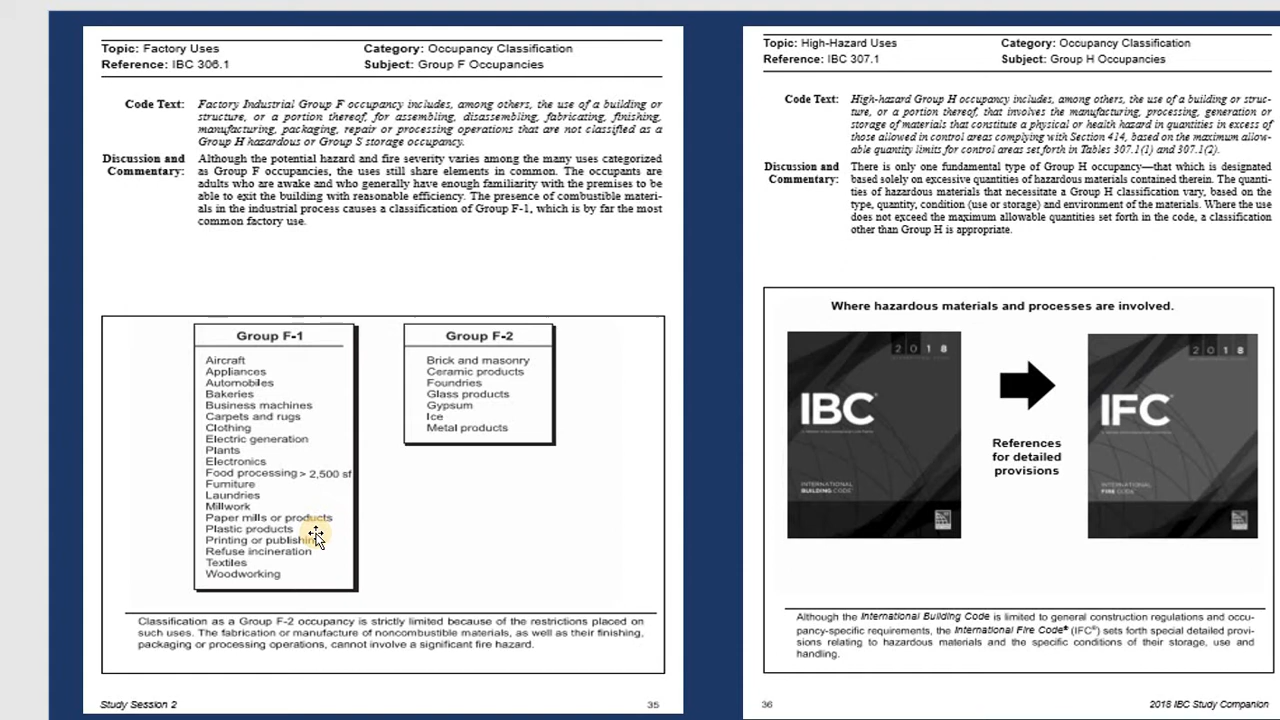 Topic: Factory Uses
Category: Occupancy Classification
Reference: IBC 306.1
Subject: Group F Occupancies
Code Text: Factory Industrial Group F occupancy includes, among others, the use of a building or
structure, or a portion thereof, for assembling, disassembling, fabricating, finishing,
manufacturing, packaging, repair or processing operations that are not classified as a
Group H hazardous or Group S storage occupancy.
Discussion and Commentary: Although the potential hazard and fire severity varies among the many uses categorized
as Group F occupancies, the uses still share elements in common. The occupants are
adults who are awake and who generally have enough familiarity with the premises to be
able to exit the building with reasonable efficiency. The presence of combustible materi-
als in the industrial process causes a classification of Group F-1, which is by far the most
common factory use.
Group F-1
Aircraft
Appliances
Automobiles
Bakeries
Business machines
Carpets and rugs
Clothing
Electric generation
Plants
Electronics
Food processing > 2,500 sf
Furniture
Laundries
Millwork
Paper mills or products
Plastic products
Printing or publishing
Refuse incineration
Textiles
Woodworking
Group F-2
Brick and masonry
Ceramic products
Foundries
Glass products
Gypsum
Ice
Metal products
Classification as a Group F-2 occupancy is strictly limited because of the restrictions placed on
such uses. The fabrication or manufacture of noncombustible materials, as well as their finishing,
packaging or processing operations, cannot involve a significant fire hazard.
Study Session 2
35
Topic: High-Hazard Uses
Category: Occupancy Classification
Reference: IBC 307.1
Subject: Group H Occupancies
Code Text: High-hazard Group H occupancy includes, among others, the use of a building or struc-
ture, or a portion thereof, that involves the manufacturing, processing, generation or
storage of materials that constitute a physical or health hazard in quantities in excess of
those allowed in control areas complying with Section 414, based on the maximum allow-
able quantity limits for control areas set forth in Tables 307.1(1) and 307.1(2).
Discussion and Commentary: There is only one fundamental type of Group H occupancy—that which is designated
based solely on excessive quantities of hazardous materials contained therein. The quanti-
ties of hazardous materials that necessitate a Group H Classification vary, based on the
type, quantity, condition (use or storage) and environment of the materials. Where the use
does not exceed the maximum allowable quantities set forth in the code, a classification
other than Group H is appropriate.
Where hazardous materials and processes are involved.
2018
IBC
INTERNATIONAL
BUILDING CODE
References
for detailed
provisions
2018
IFC
INTERNATIONAL
FIRE CODE
Although the International Building Code is limited to general construction regulations and occu-
pancy-specific requirements, the International Fire Code® (IFC®) sets forth special detailed provi-
sions relating to hazardous materials and the specific conditions of their storage, use and
handling.
36
2018 IBC Study Companion